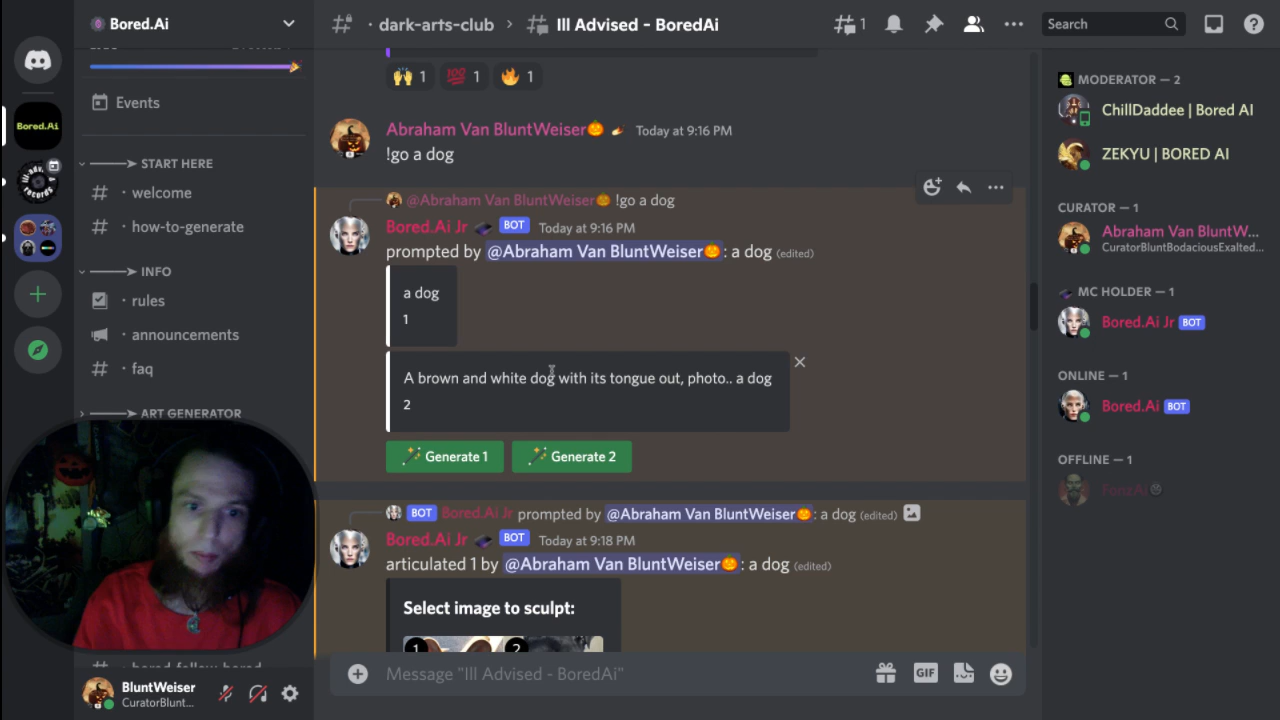 Bored.Ai
dark-arts-club
Ill Advised - BoredAi
1
Search
Events
START HERE
welcome
how-to-generate
INFO
rules
announcements
faq
ART GENERATOR
BluntWeiser
CuratorBlunt...
Bored.Ai
1
1
1
Abraham Van BluntWeiser Today at 9:16 PM
!go a dog
@Abraham Van BluntWeiser !go a dog
Bored.Ai Jr BOT Today at 9:16 PM
prompted by @Abraham Van BluntWeiser : a dog (edited)
a dog
1
A brown and white dog with its tongue out, photo.. a dog
2
Generate 1 Generate 2
BOT Bored.Ai Jr prompted by @Abraham Van BluntWeiser : a dog (edited)
Bored.Ai Jr BOT Today at 9:18 PM
articulated 1 by @Abraham Van BluntWeiser : a dog (edited)
Select image to sculpt:
1 2
Message "Ill Advised - BoredAi"
GIF
MODERATOR — 2
ChillDaddee | Bored AI
ZEKYU | BORED AI
CURATOR — 1
Abraham Van BluntW...
CuratorBluntBodaciousExalted...
MC HOLDER — 1
Bored.Ai Jr BOT
ONLINE — 1
Bored.Ai BOT
OFFLINE — 1